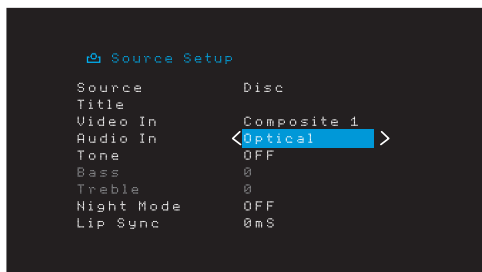 Source Setup
Source Disc
Title
Video In Composite 1
Audio In < Optical >
Tone OFF
Bass 0
Treble 0
Night Mode OFF
Lip Sync 0mS